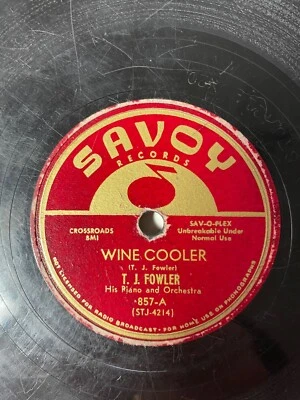 SAVOY
RECORDS
CROSSROADS
BMI
SAV-O-FLEX
Unbreakable Under
Normal Use
WINE COOLER
(T. J. Fowler)
T. J. FOWLER
His Piano and Orchestra
857-A
(STJ-4214)
NOT LICENSED FOR RADIO BROADCAST - FOR HOME USE ON PHONOGRAPHS